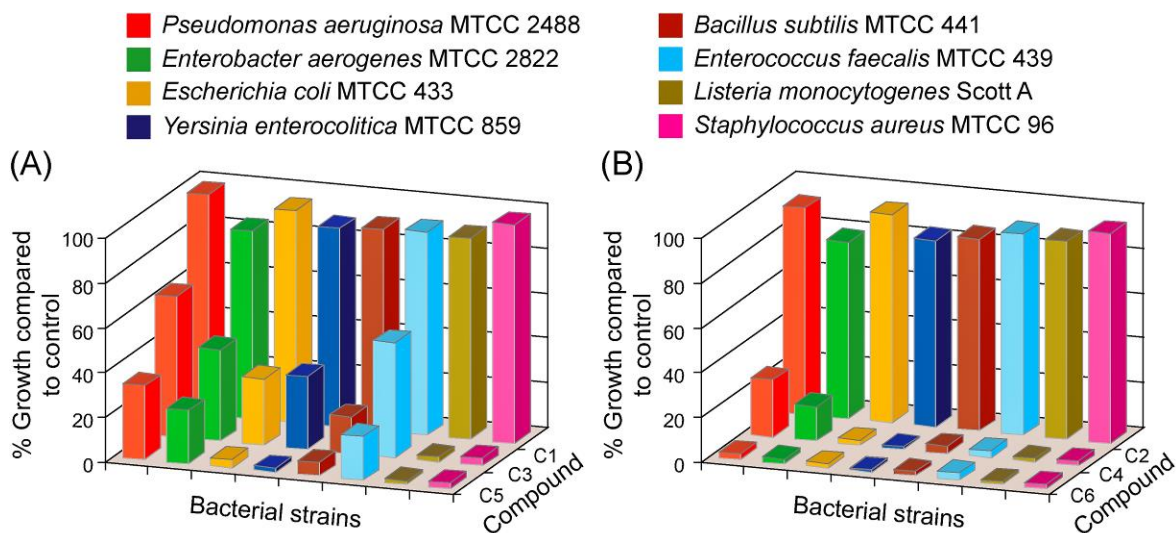 Pseudomonas aeruginosa MTCC 2488
Enterobacter aerogenes MTCC 2822
Escherichia coli MTCC 433
Yersinia enterocolitica MTCC 859
Bacillus subtilis MTCC 441
Enterococcus faecalis MTCC 439
Listeria monocytogenes Scott A
Staphylococcus aureus MTCC 96
(A)
% Growth compared
to control
100
80
60
40
20
0
Bacterial strains
C5
C3
C1
Compound
(B)
% Growth compared
to control
100
80
60
40
20
0
Bacterial strains
C6
C4
C2
Compound